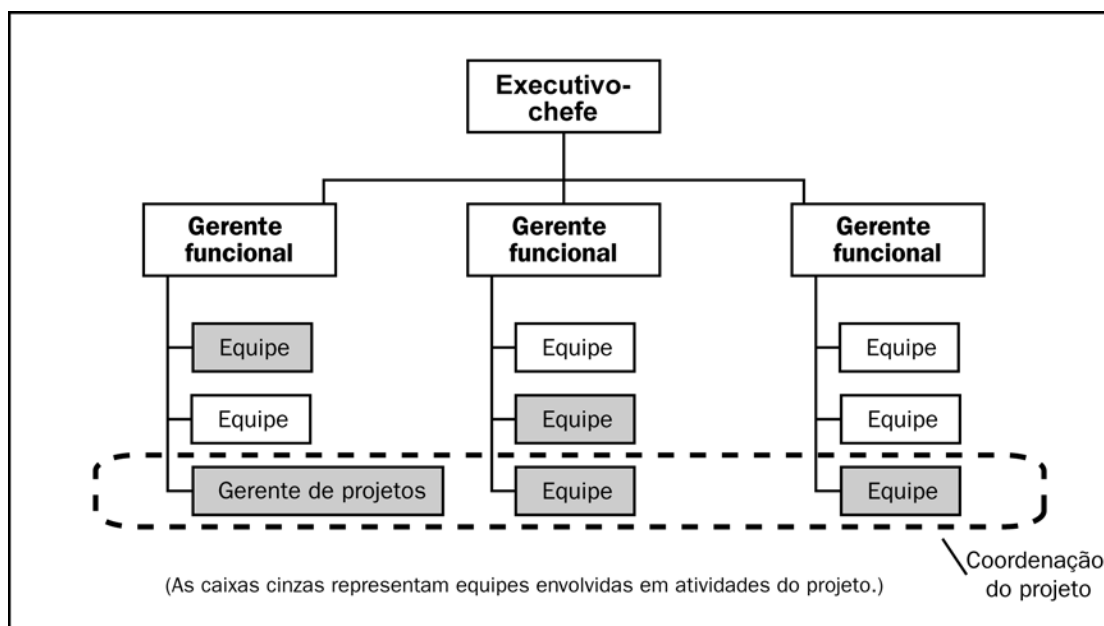 Executivo-
chefe
Gerente
funcional
Gerente
funcional
Gerente
funcional
Equipe
Equipe
Equipe
Equipe
Equipe
Equipe
Gerente de projetos
Equipe
Equipe
Coordenação
do projeto
(As caixas cinzas representam equipes envolvidas em atividades do projeto.)